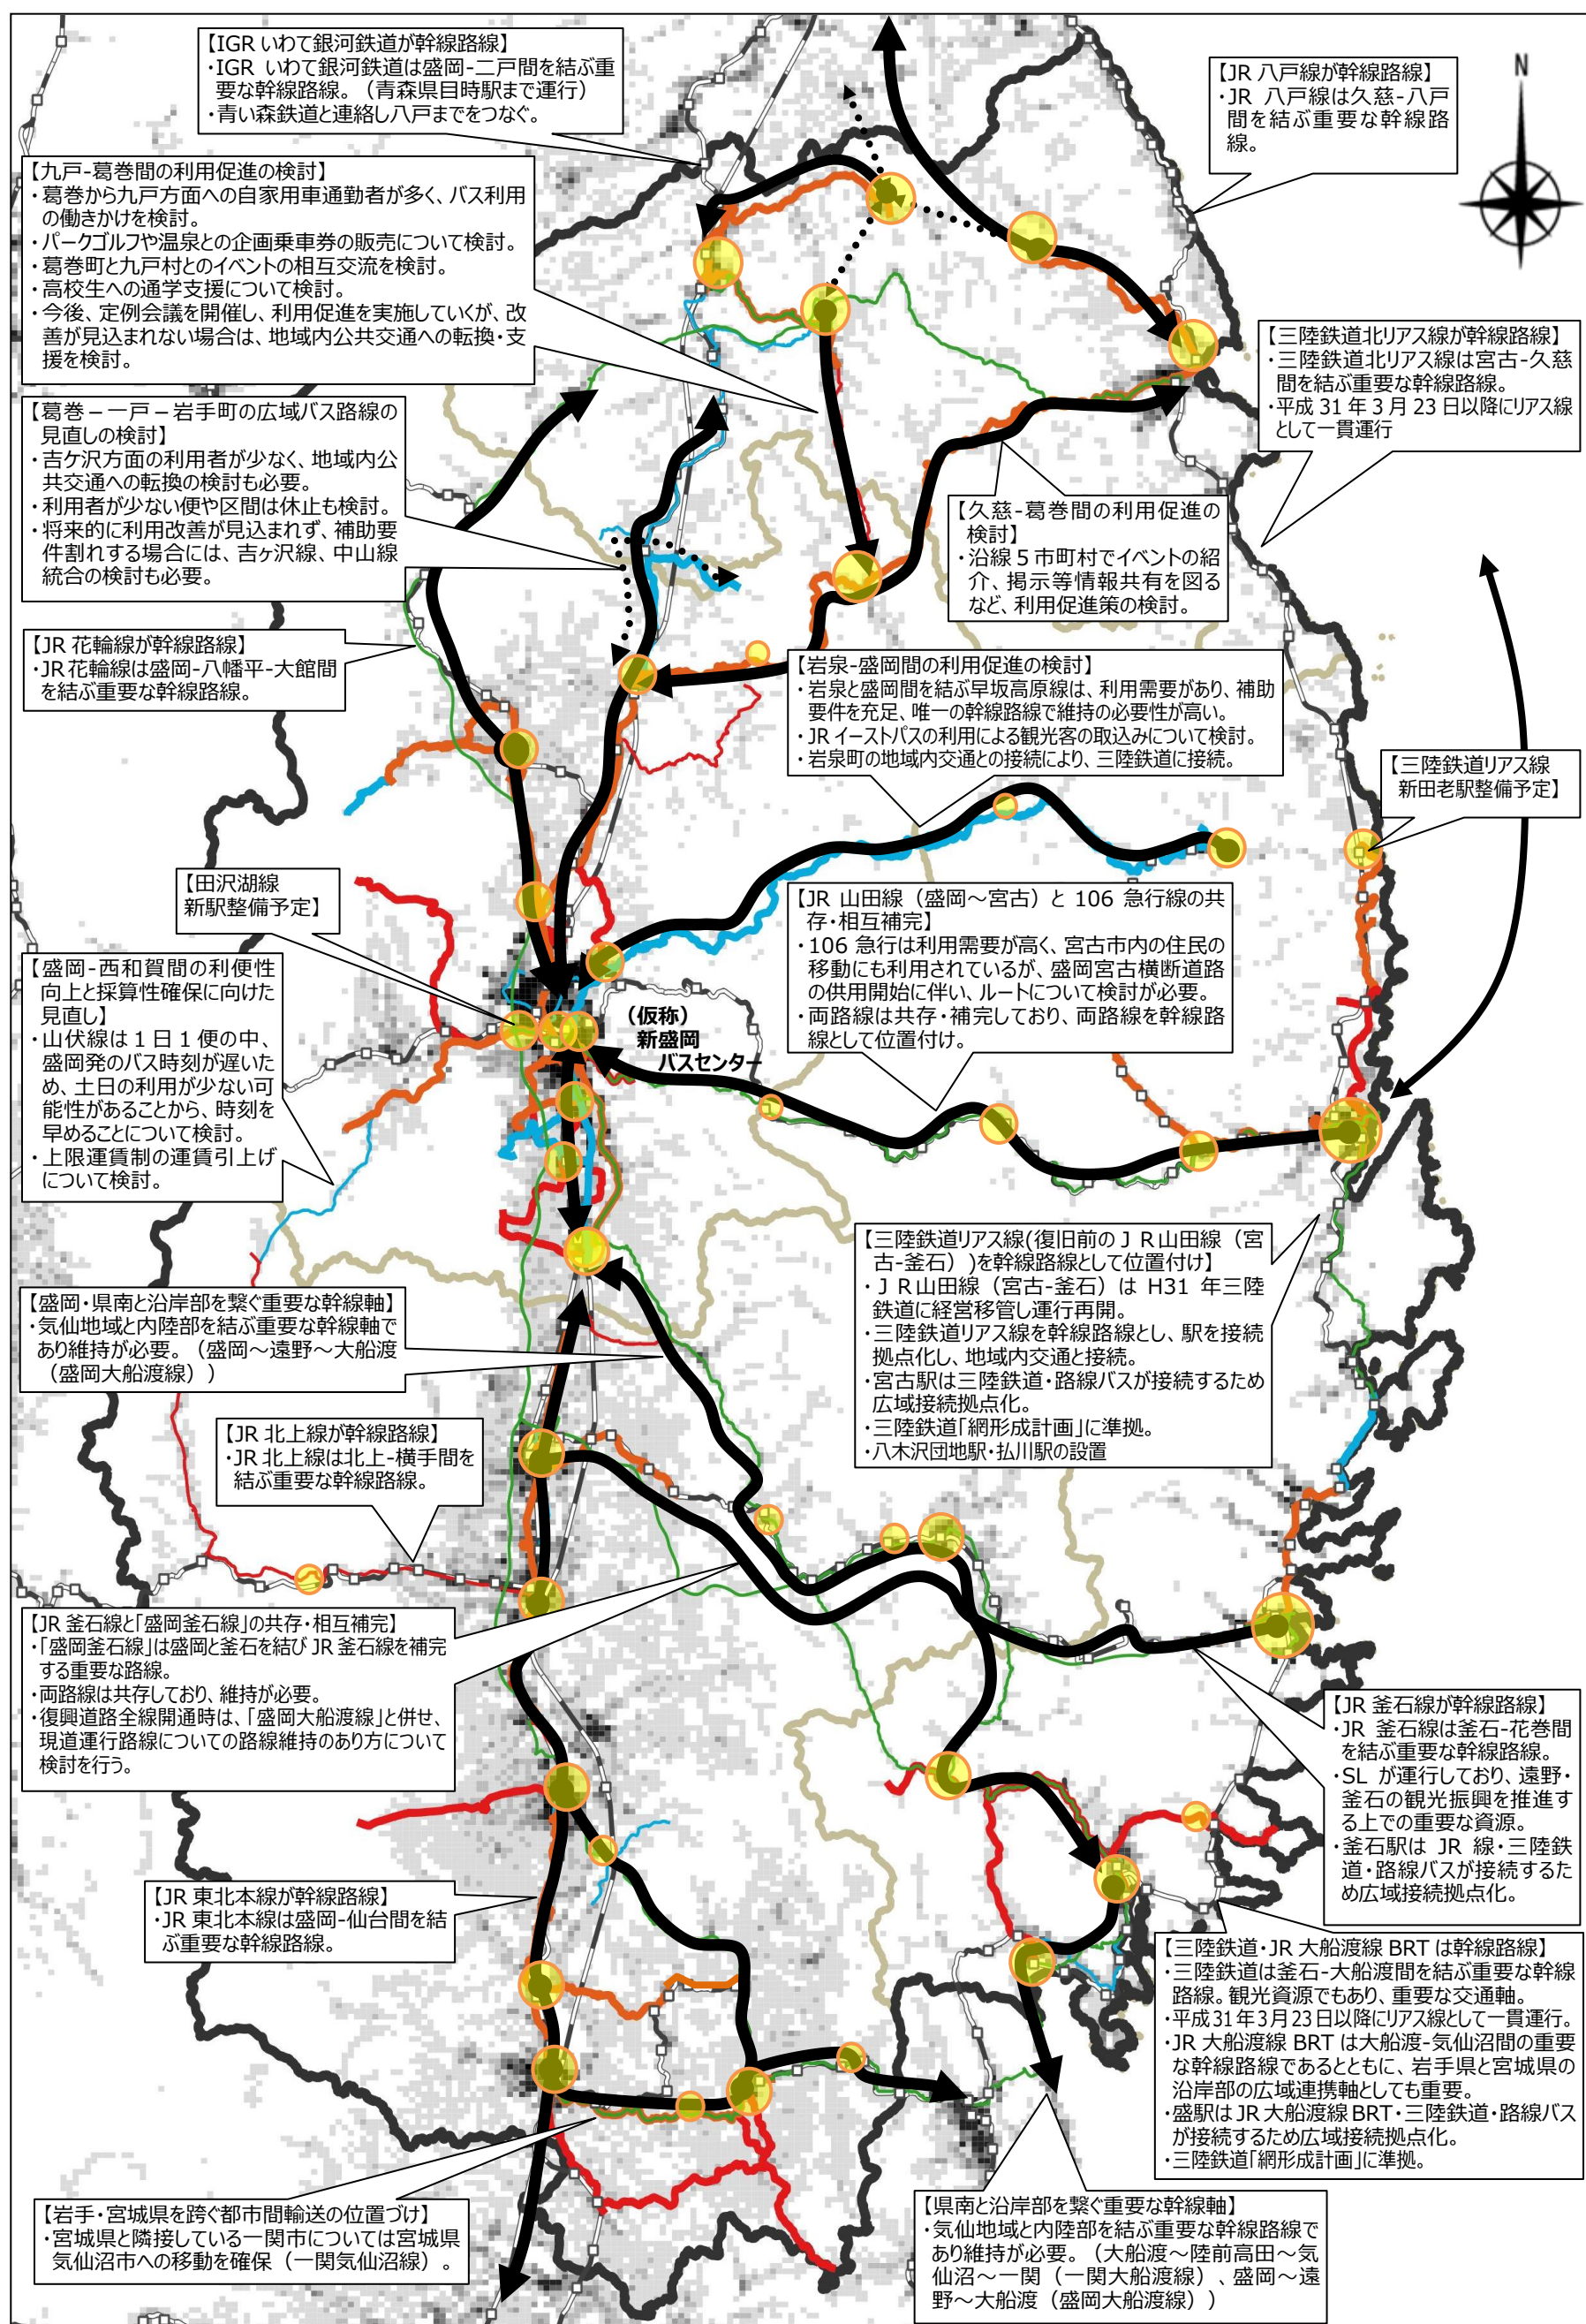 【IGR いわて銀河鉄道が幹線路線】
・IGR いわて銀河鉄道は盛岡-二戸間を結ぶ重
要な幹線路線。（青森県目時駅まで運行）
・青い森鉄道と連絡し八戸までをつなぐ。
【JR 八戸線が幹線路線】
・JR 八戸線は久慈-八戸
間を結ぶ重要な幹線路
線。
N
【九戸-葛巻間の利用促進の検討】
・葛巻から九戸方面への自家用車通勤者が多く、バス利用
の働きかけを検討。
・パークゴルフや温泉との企画乗車券の販売について検討。
・葛巻町と九戸村とのイベントの相互交流を検討。
・高校生への通学支援について検討。
・今後、定例会議を開催し、利用促進を実施していくが、改
善が見込まれない場合は、地域内公共交通への転換・支
援を検討。
【三陸鉄道北リアス線が幹線路線】
・三陸鉄道北リアス線は宮古-久慈
間を結ぶ重要な幹線路線。
・平成 31 年 3 月 23 日以降にリアス線
として一貫運行
【葛巻－一戸－岩手町の広域バス路線の
見直しの検討】
・吉ケ沢方面の利用者が少なく、地域内公
共交通への転換の検討も必要。
・利用者が少ない便や区間は休止も検討。
・将来的に利用改善が見込まれず、補助要
件割れする場合には、吉ヶ沢線、中山線
統合の検討も必要。
【久慈-葛巻間の利用促進の
検討】
・沿線 5 市町村でイベントの紹
介、掲示等情報共有を図る
など、利用促進策の検討。
【JR 花輪線が幹線路線】
・JR 花輪線は盛岡-八幡平-大館間
を結ぶ重要な幹線路線。
【岩泉-盛岡間の利用促進の検討】
・岩泉と盛岡間を結ぶ早坂高原線は、利用需要があり、補助
要件を充足、唯一の幹線路線で維持の必要性が高い。
・JR イーストパスの利用による観光客の取込みについて検討。
・岩泉町の地域内交通との接続により、三陸鉄道に接続。
【三陸鉄道リアス線
新田老駅整備予定】
【田沢湖線
新駅整備予定】
【JR 山田線（盛岡～宮古）と 106 急行線の共
存・相互補完】
・106 急行は利用需要が高く、宮古市内の住民の
移動にも利用されているが、盛岡宮古横断道路
の供用開始に伴い、ルートについて検討が必要。
・両路線は共存・補完しており、両路線を幹線路
線として位置付け。
【盛岡-西和賀間の利便性
向上と採算性確保に向けた
見直し】
・山伏線は 1 日 1 便の中、
盛岡発のバス時刻が遅いた
め、土日の利用が少ない可
能性があることから、時刻を
早めることについて検討。
・上限運賃制の運賃引上げ
について検討。
（仮称）
新盛岡
バスセンター
【三陸鉄道リアス線(復旧前のＪＲ山田線（宮
古-釜石）)を幹線路線として位置付け】
・ＪＲ山田線（宮古-釜石）は H31 年三陸
鉄道に経営移管し運行再開。
・三陸鉄道リアス線を幹線路線とし、駅を接続
拠点化し、地域内交通と接続。
・宮古駅は三陸鉄道・路線バスが接続するため
広域接続拠点化。
・三陸鉄道「網形成計画」に準拠。
・八木沢団地駅・払川駅の設置
【盛岡・県南と沿岸部を繋ぐ重要な幹線軸】
・気仙地域と内陸部を結ぶ重要な幹線軸で
あり維持が必要。（盛岡～遠野～大船渡
（盛岡大船渡線））
【JR 北上線が幹線路線】
・JR 北上線は北上-横手間を
結ぶ重要な幹線路線。
【JR 釜石線と「盛岡釜石線」の共存・相互補完】
・「盛岡釜石線」は盛岡と釜石を結び JR 釜石線を補完
する重要な路線。
・両路線は共存しており、維持が必要。
・復興道路全線開通時は、「盛岡大船渡線」と併せ、
現道運行路線についての路線維持のあり方について
検討を行う。
【JR 釜石線が幹線路線】
・JR 釜石線は釜石-花巻間
を結ぶ重要な幹線路線。
・SL が運行しており、遠野・
釜石の観光振興を推進す
る上での重要な資源。
・釜石駅は JR 線・三陸鉄
道・路線バスが接続するた
め広域接続拠点化。
【JR 東北本線が幹線路線】
・JR 東北本線は盛岡-仙台間を結
ぶ重要な幹線路線。
【三陸鉄道・JR 大船渡線 BRT は幹線路線】
・三陸鉄道は釜石-大船渡間を結ぶ重要な幹線
路線。観光資源でもあり、重要な交通軸。
・平成 31 年 3 月 23 日以降にリアス線として一貫運行。
・JR 大船渡線 BRT は大船渡-気仙沼間の重要
な幹線路線であるとともに、岩手県と宮城県の
沿岸部の広域連携軸としても重要。
・盛駅は JR 大船渡線 BRT・三陸鉄道・路線バス
が接続するため広域接続拠点化。
・三陸鉄道「網形成計画」に準拠。
【岩手・宮城県を跨ぐ都市間輸送の位置づけ】
・宮城県と隣接している一関市については宮城県
気仙沼市への移動を確保（一関気仙沼線）。
【県南と沿岸部を繋ぐ重要な幹線軸】
・気仙地域と内陸部を結ぶ重要な幹線路線で
あり維持が必要。（大船渡～陸前高田～気
仙沼～一関（一関大船渡線）、盛岡～遠
野～大船渡（盛岡大船渡線））